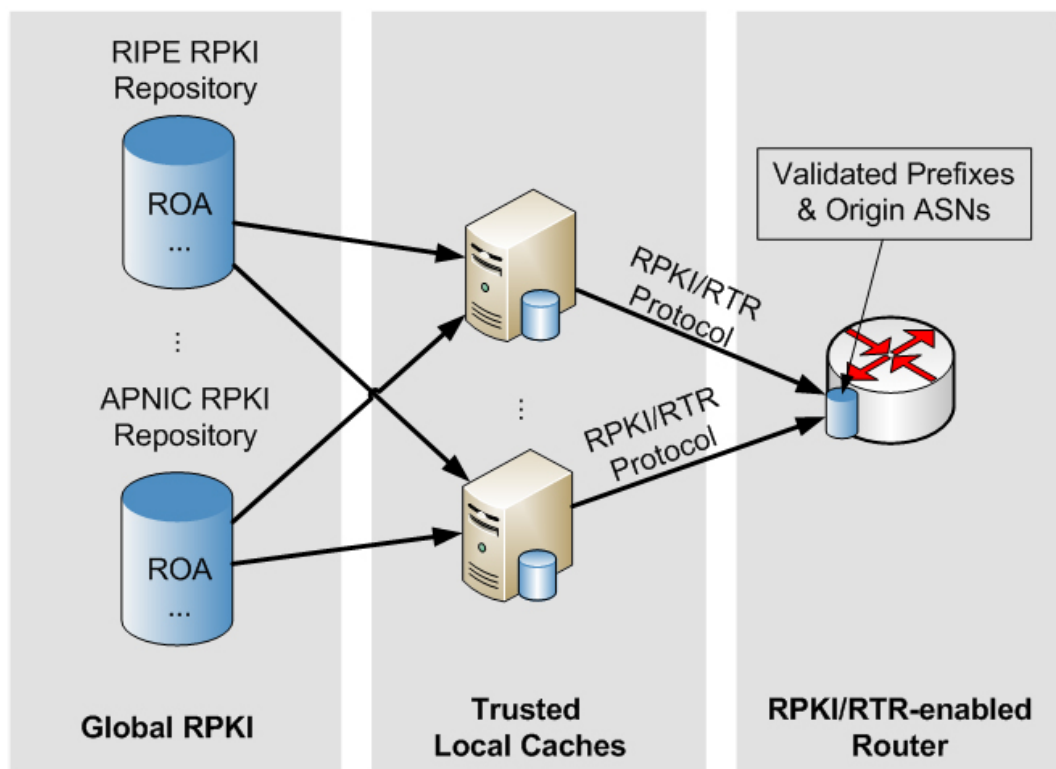 RIPE RPKI
Repository
ROA
...
...
APNIC RPKI
Repository
ROA
...
Global RPKI
...
RPKI/RTR
Protocol
RPKI/RTR
Protocol
Trusted
Local Caches
Validated Prefixes
& Origin ASNs
RPKI/RTR-enabled
Router